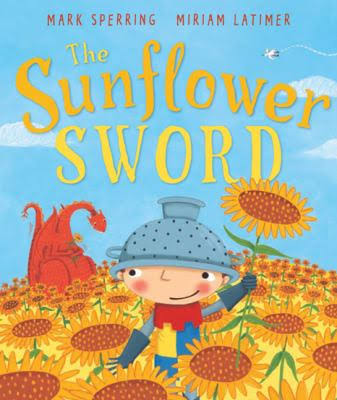 MARK SPERRING MIRIAM LATIMER
The
Sunflower
SWORD